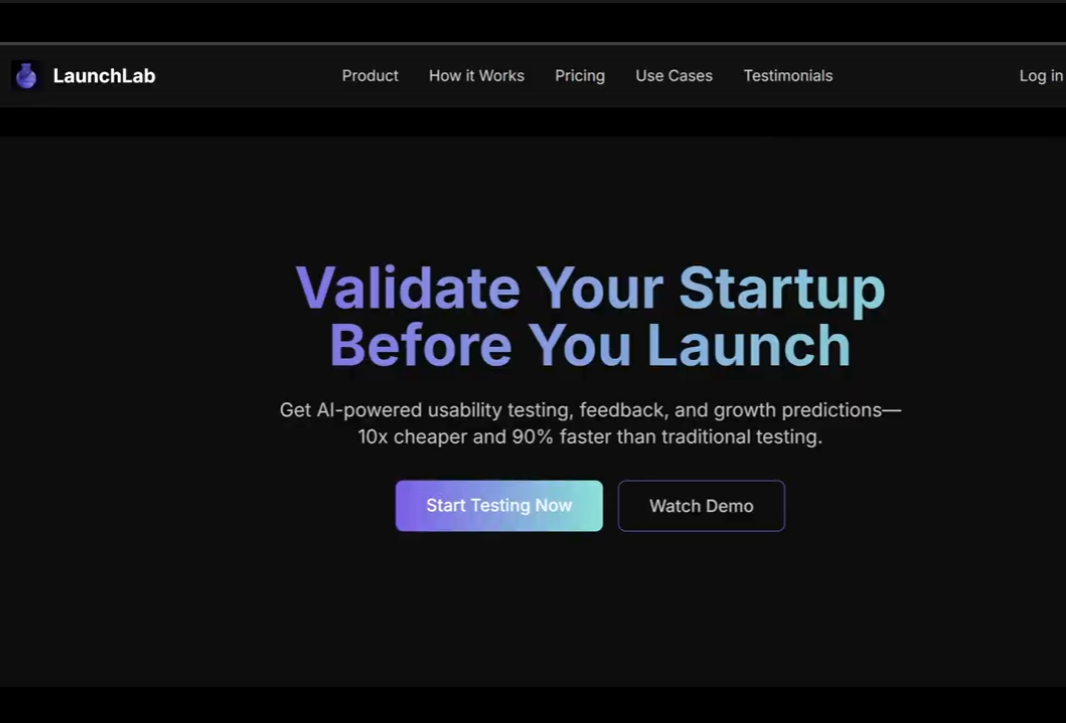 LaunchLab
Product
How it Works
Pricing
Use Cases
Testimonials
Log in
Validate Your Startup
Before You Launch
Get AI-powered usability testing, feedback, and growth predictions—
10x cheaper and 90% faster than traditional testing.
Start Testing Now
Watch Demo